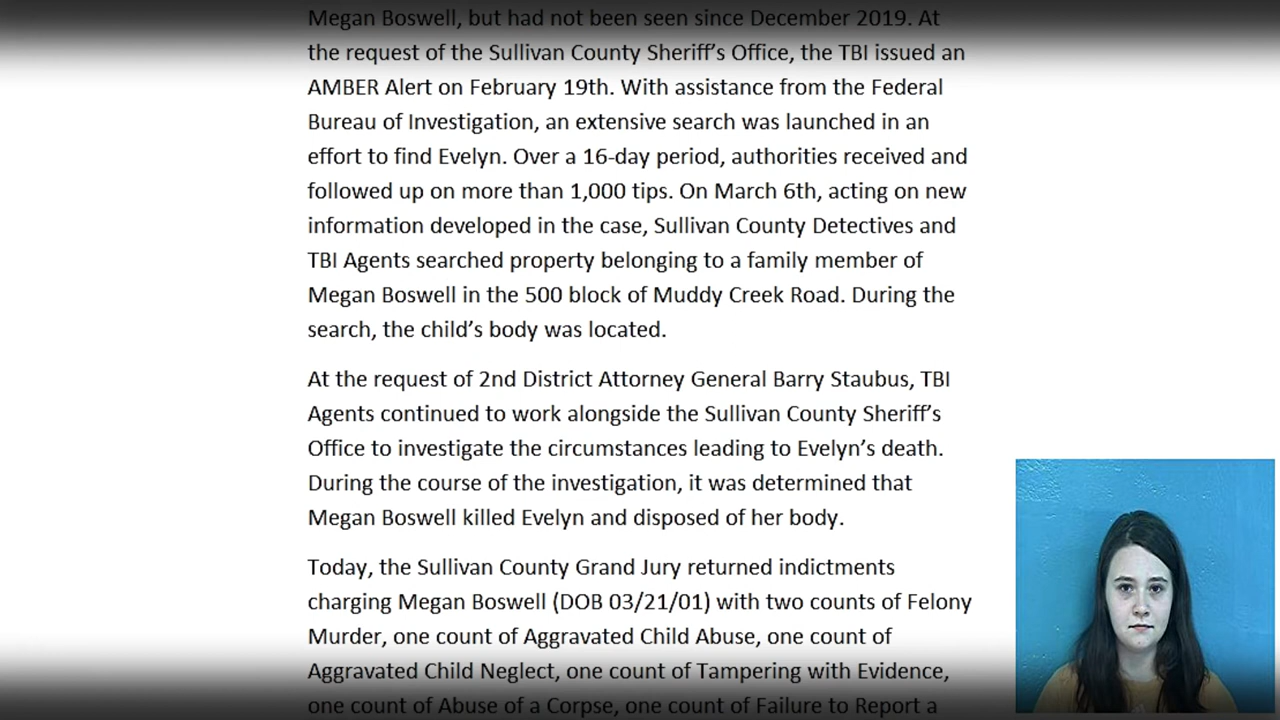 Megan Boswell, but had not been seen since December 2019. At
the request of the Sullivan County Sheriff's Office, the TBI issued an
AMBER Alert on February 19th. With assistance from the Federal
Bureau of Investigation, an extensive search was launched in an
effort to find Evelyn. Over a 16-day period, authorities received and
followed up on more than 1,000 tips. On March 6th, acting on new
information developed in the case, Sullivan County Detectives and
TBI Agents searched property belonging to a family member of
Megan Boswell in the 500 block of Muddy Creek Road. During the
search, the child's body was located.
At the request of 2nd District Attorney General Barry Staubus, TBI
Agents continued to work alongside the Sullivan County Sheriff's
Office to investigate the circumstances leading to Evelyn's death.
During the course of the investigation, it was determined that
Megan Boswell killed Evelyn and disposed of her body.
Today, the Sullivan County Grand Jury returned indictments
charging Megan Boswell (DOB 03/21/01) with two counts of Felony
Murder, one count of Aggravated Child Abuse, one count of
Aggravated Child Neglect, one count of Tampering with Evidence,
one count of Abuse of a Corpse, one count of Failure to Report a